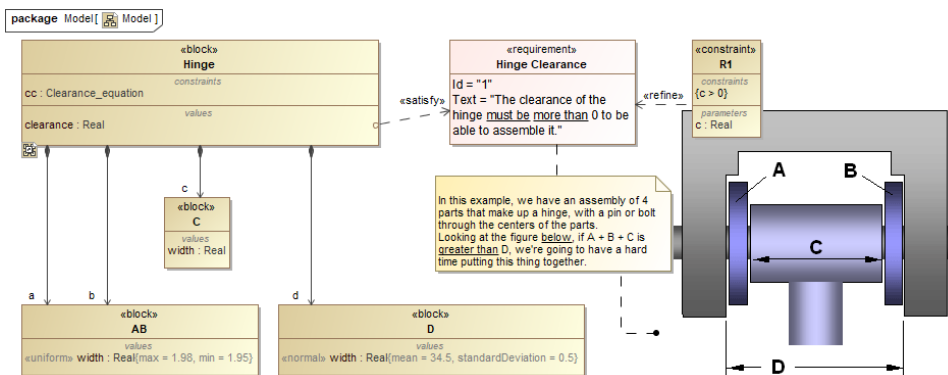 package Model[ Model ]
«block»
Hinge
constraints
cc : Clearance_equation
values
clearance : Real
c
«satisfy»
«requirement»
Hinge Clearance
Id = "1"
Text = "The clearance of the
hinge must be more than 0 to be
able to assemble it."
«refine»
«constraint»
R1
constraints
{c > 0}
parameters
c : Real
c
«block»
C
values
width : Real
In this example, we have an assembly of 4
parts that make up a hinge, with a pin or bolt
through the centers of the parts.
Looking at the figure below, if A + B + C is
greater than D, we're going to have a hard
time putting this thing together.
a
b
d
«block»
AB
values
«uniform» width : Real{max = 1.98, min = 1.95}
«block»
D
values
«normal» width : Real{mean = 34.5, standardDeviation = 0.5}
A
B
C
D